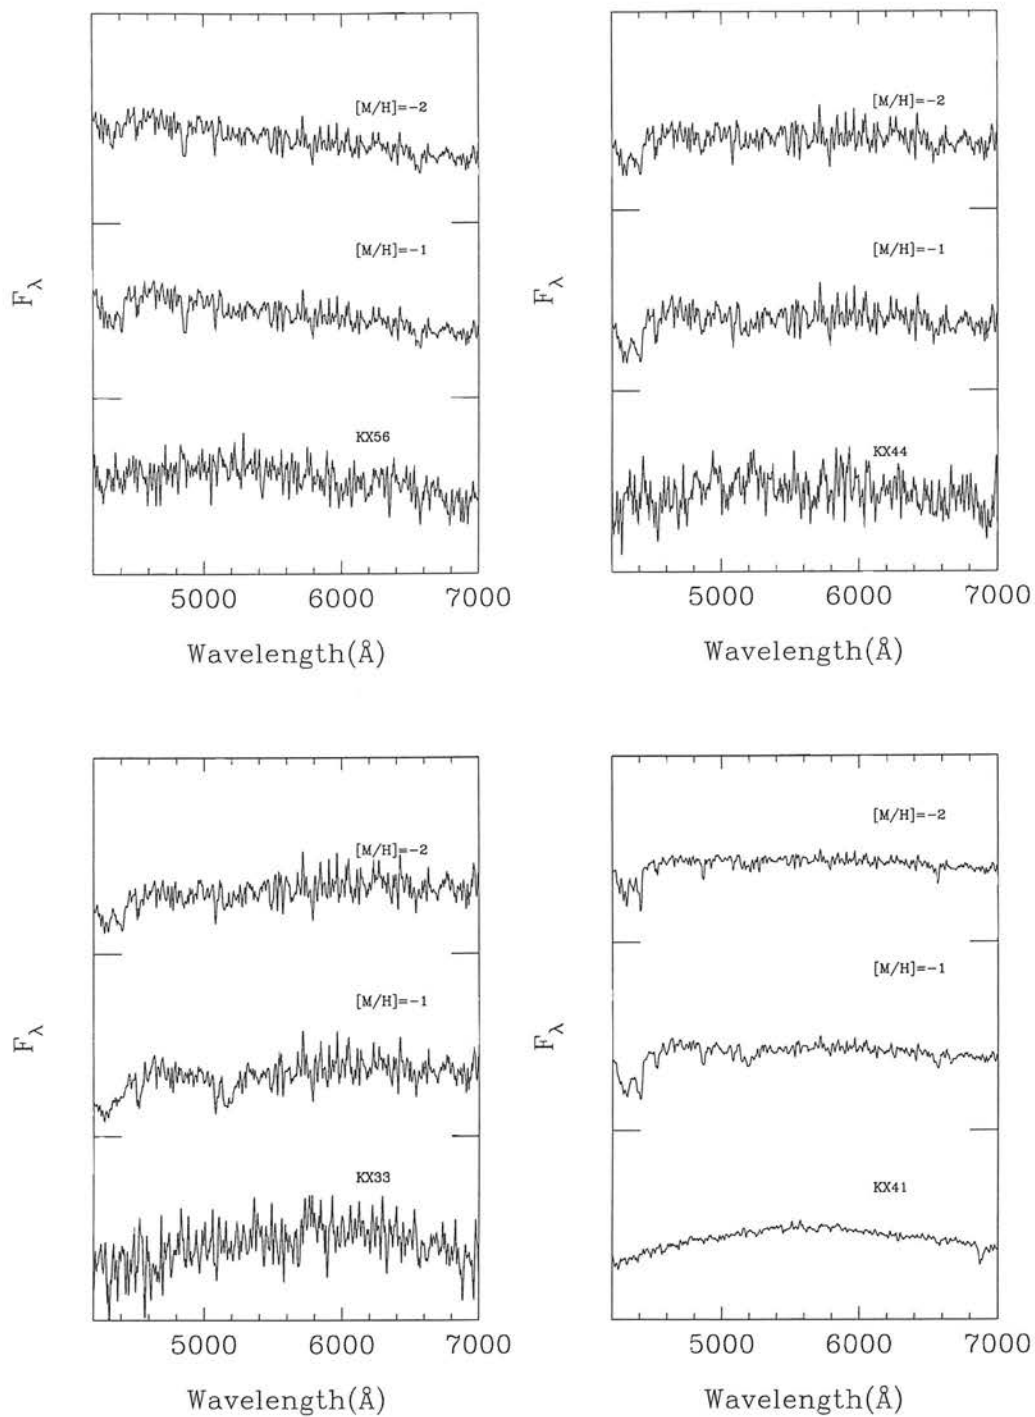 [M/H]=-2
[M/H]=-1
KX56
F_λ
5000 6000 7000
Wavelength(Å)
[M/H]=-2
[M/H]=-1
KX44
F_λ
5000 6000 7000
Wavelength(Å)
[M/H]=-2
[M/H]=-1
KX33
F_λ
5000 6000 7000
Wavelength(Å)
[M/H]=-2
[M/H]=-1
KX41
F_λ
5000 6000 7000
Wavelength(Å)